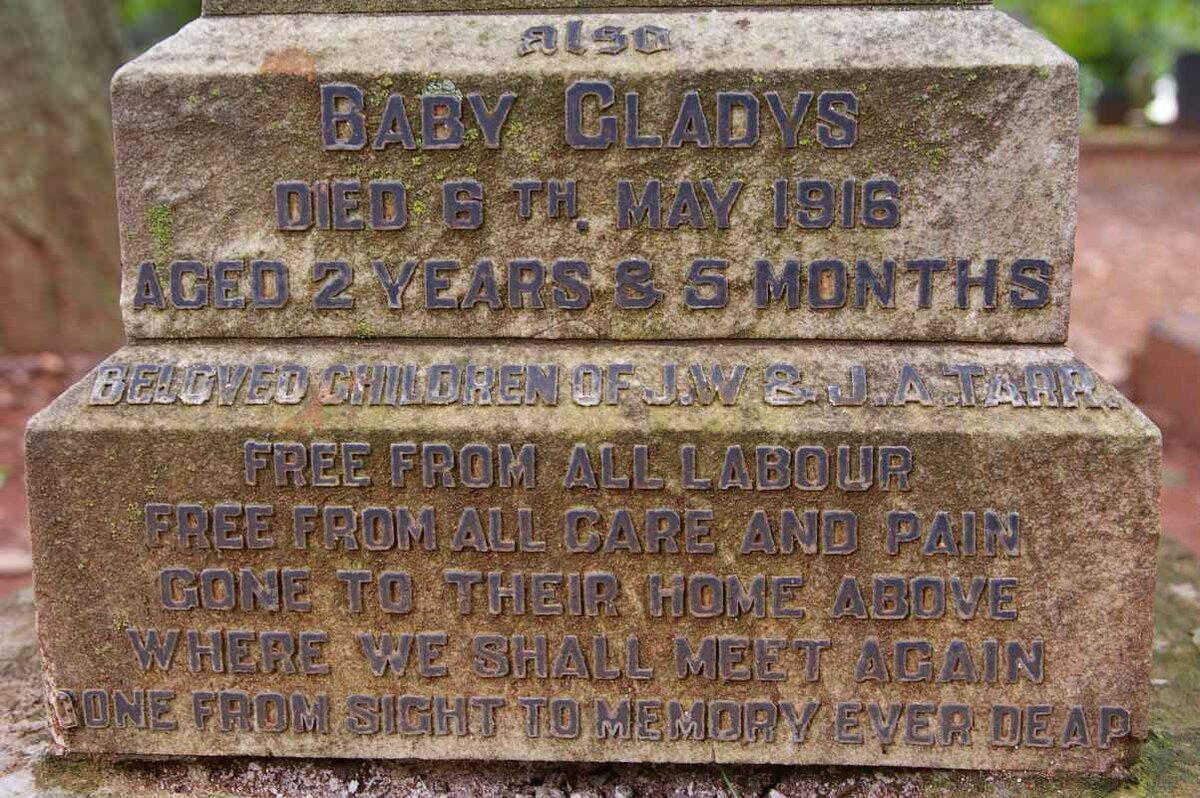 also
BABY GLADYS
DIED 6TH. MAY 1916
AGED 2 YEARS & 5 MONTHS
BELOVED CHILDREN OF J.W & J.A.TARR.
FREE FROM ALL LABOUR
FREE FROM ALL CARE AND PAIN
GONE TO THEIR HOME ABOVE
WHERE WE SHALL MEET AGAIN
GONE FROM SIGHT TO MEMORY EVER DEAP